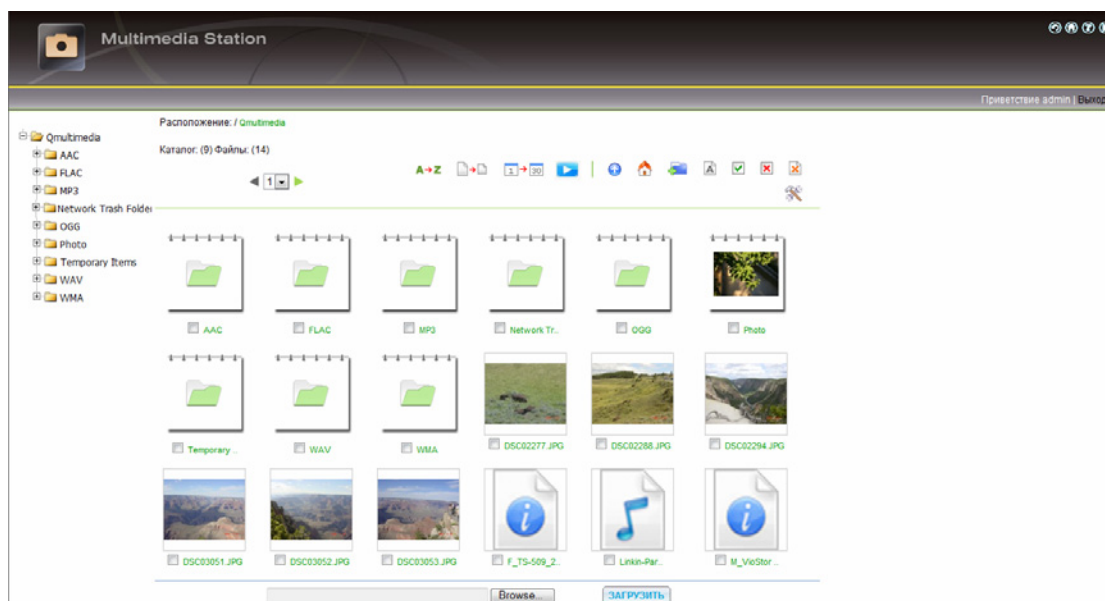 Multimedia Station
Приветствие admin | Выход
Qmultimedia
AAC
FLAC
MP3
Network Trash Folder
OGG
Photo
Temporary Items
WAV
WMA
Расположение: / Qmultimedia
Каталог: (9) Файлы: (14)
1
A→Z
1→30
A
AAC
FLAC
MP3
Network Tr..
OGG
Photo
Temporary ..
WAV
WMA
DSC02277.JPG
DSC02288.JPG
DSC02294.JPG
DSC03051.JPG
DSC03052.JPG
DSC03053.JPG
F_TS-509_2..
Linkin-Par..
M_VioStor ..
Browse...
ЗАГРУЗИТЬ